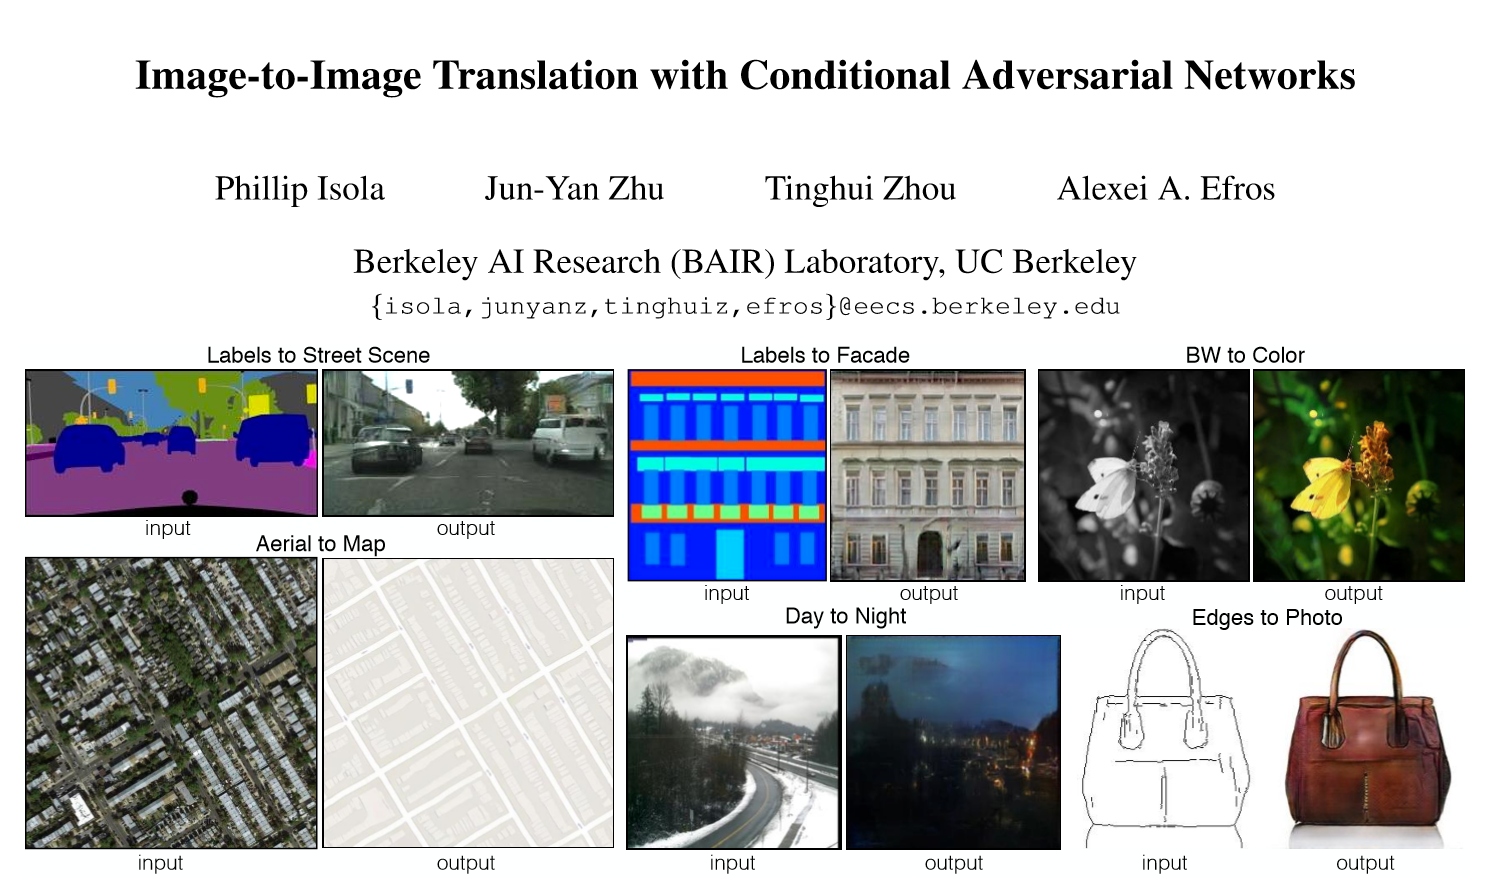 Image-to-Image Translation with Conditional Adversarial Networks
Phillip Isola Jun-Yan Zhu Tinghui Zhou Alexei A. Efros
Berkeley AI Research (BAIR) Laboratory, UC Berkeley
{isola,junyanz,tinghuiz,efros}@eecs.berkeley.edu
Labels to Street Scene
input output
Aerial to Map
input output
Labels to Facade
input output
Day to Night
input output
BW to Color
input output
Edges to Photo
input output